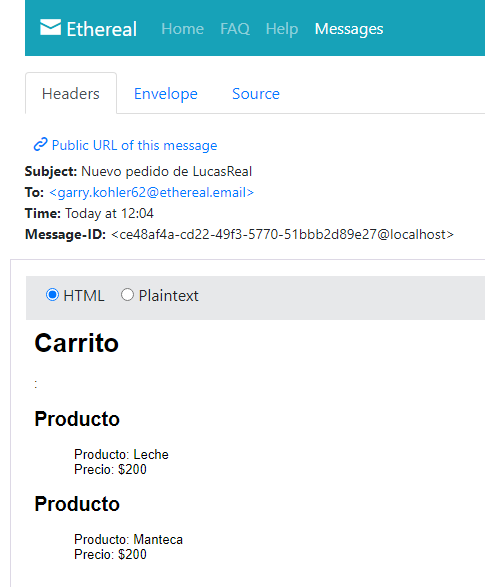 Ethereal Home FAQ Help Messages
Headers Envelope Source
Public URL of this message
Subject: Nuevo pedido de LucasReal
To: <garry.kohler62@ethereal.email>
Time: Today at 12:04
Message-ID: <ce48af4a-cd22-49f3-5770-51bbb2d89e27@localhost>
HTML Plaintext
Carrito
:
Producto
Producto: Leche
Precio: $200
Producto
Producto: Manteca
Precio: $200